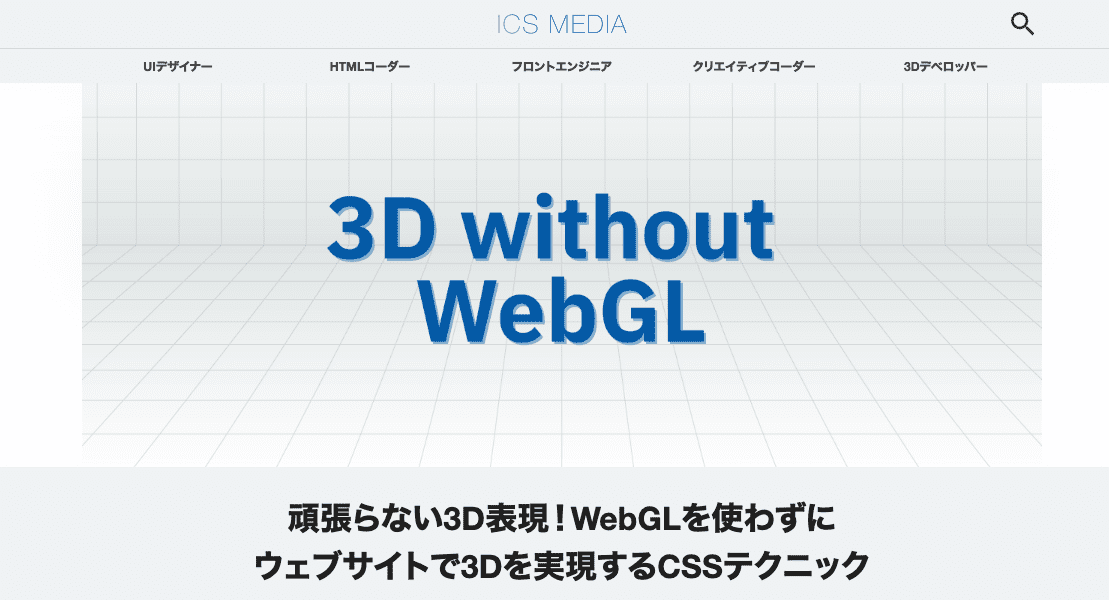 ICS MEDIA
UIデザイナー
HTMLコーダー
フロントエンジニア
クリエイティブコーダー
3Dデベロッパー
3D without
WebGL
頑張らない3D表現！WebGLを使わずに
ウェブサイトで3Dを実現するCSSテクニック